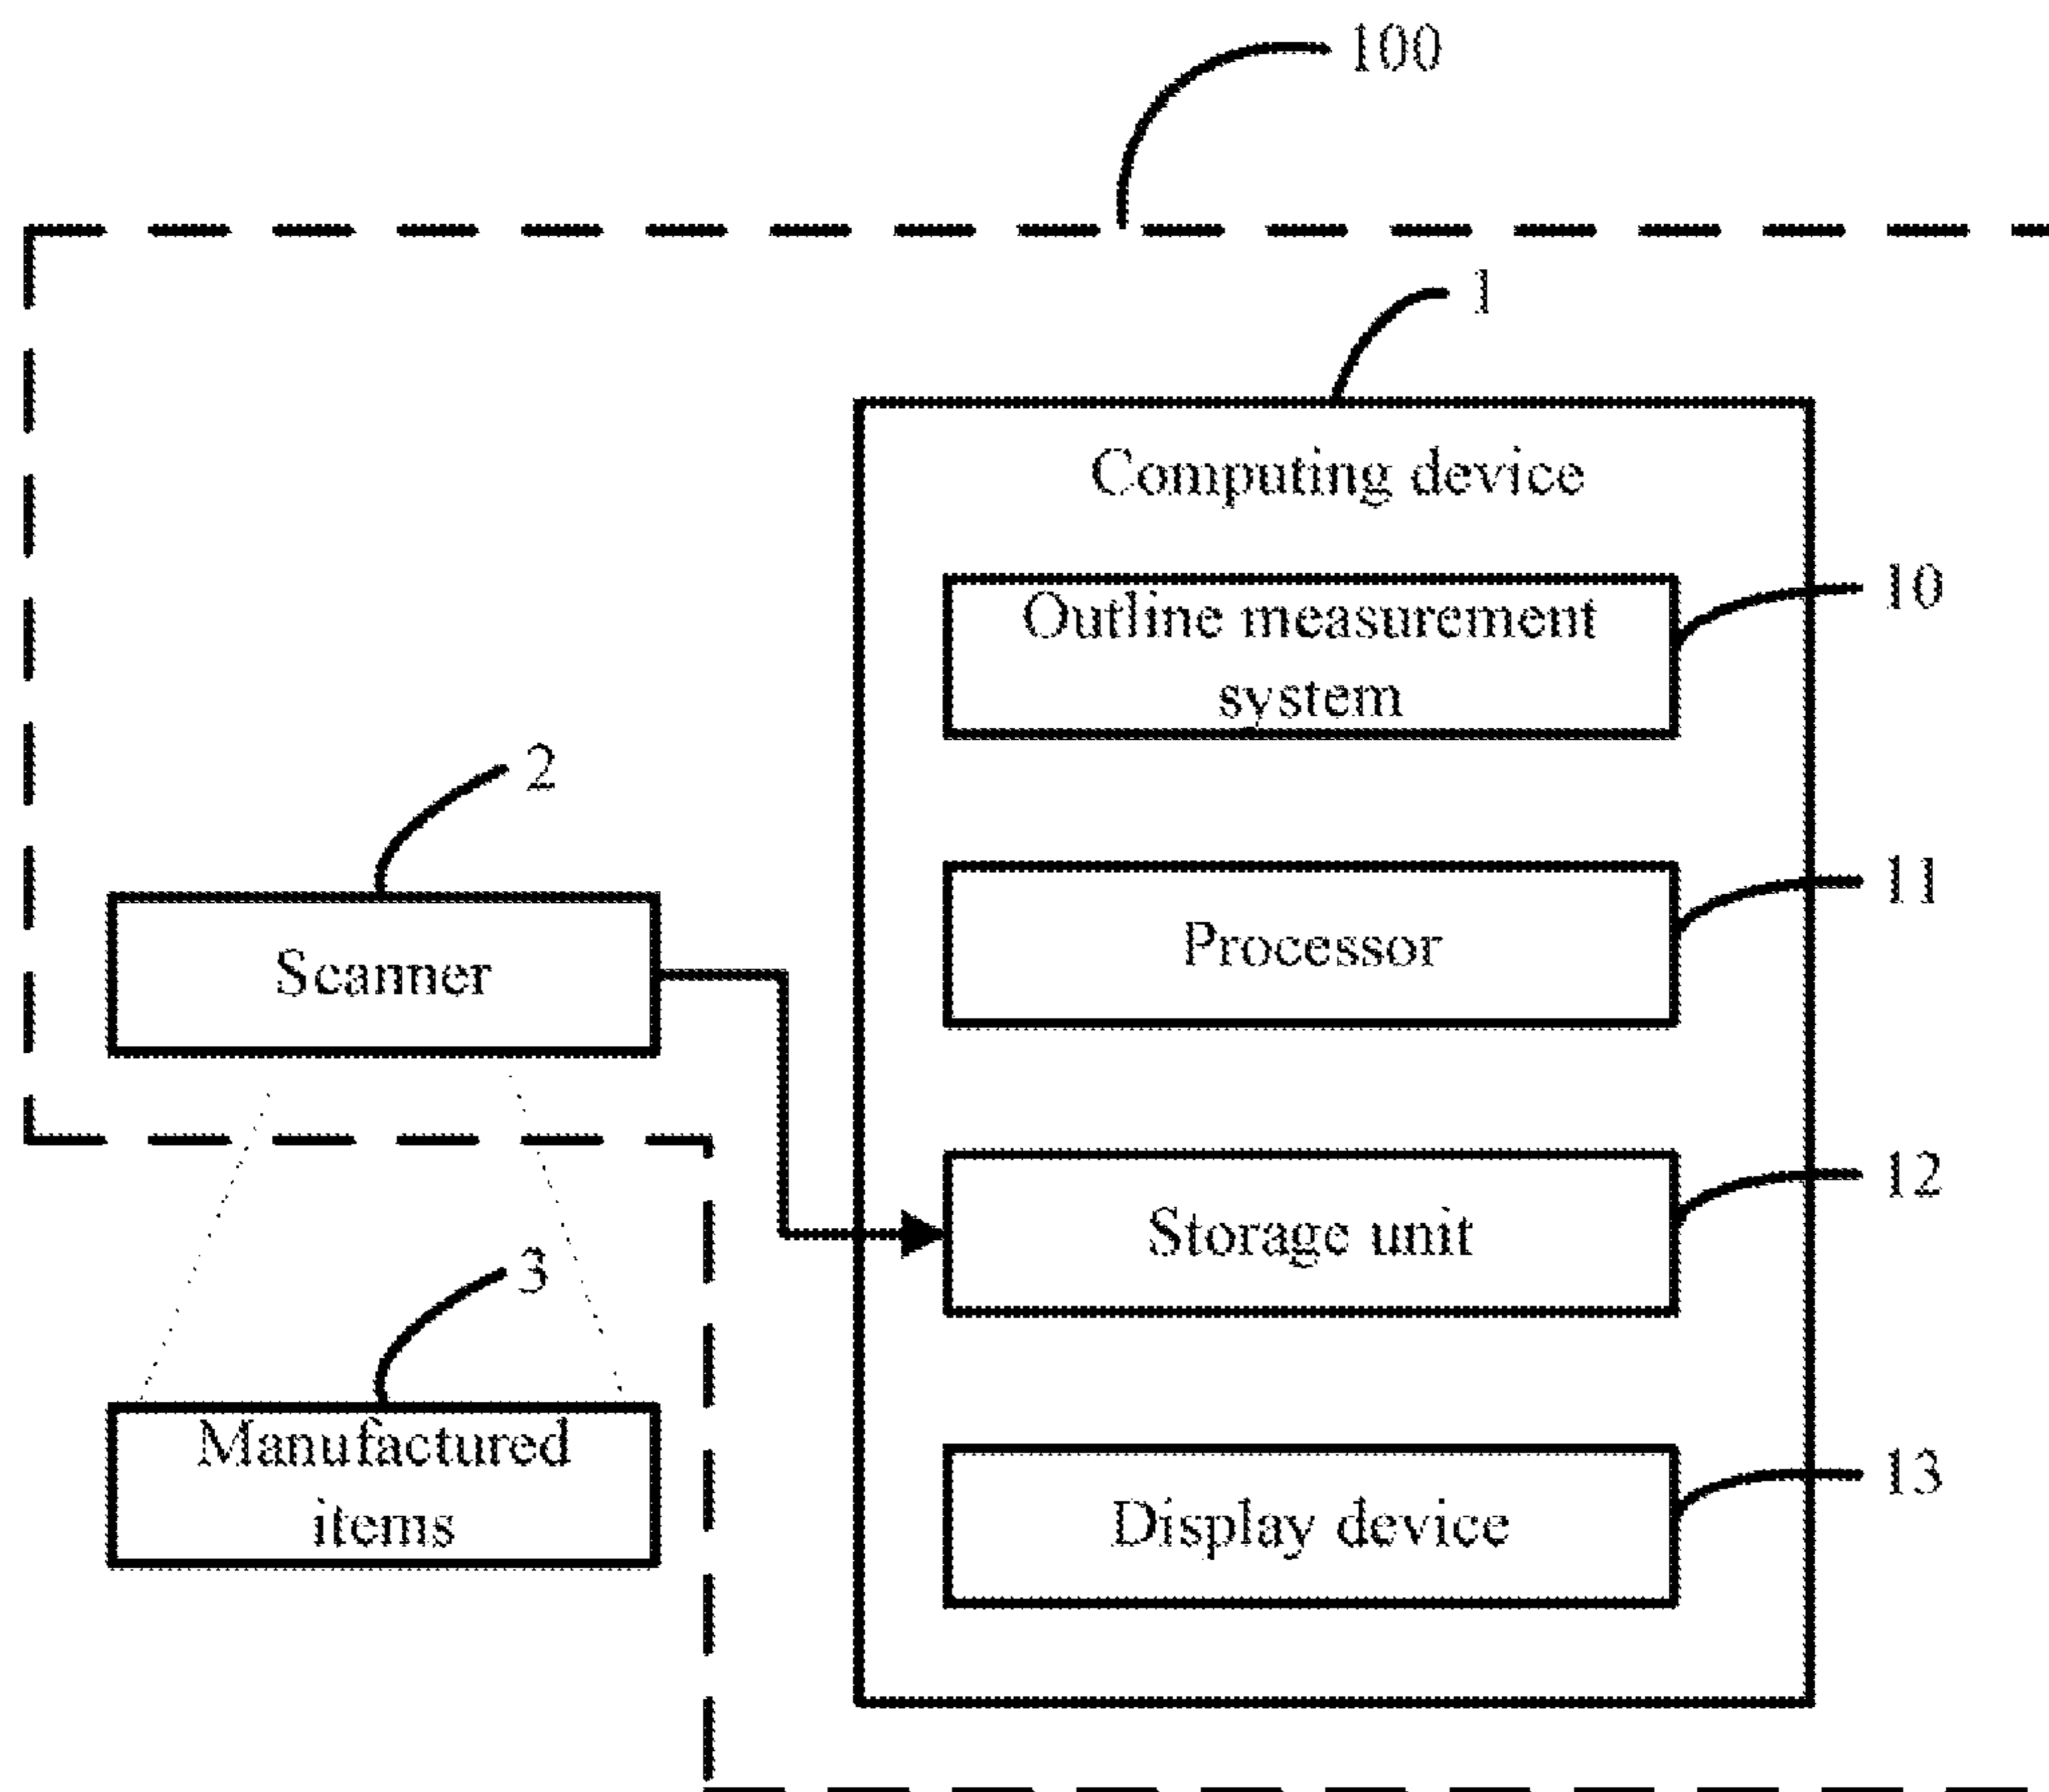 100
1
Computing device
Outline measurement
system
10
2
Scanner
Processor
11
Storage unit
12
3
Manufactured
items
Display device
13